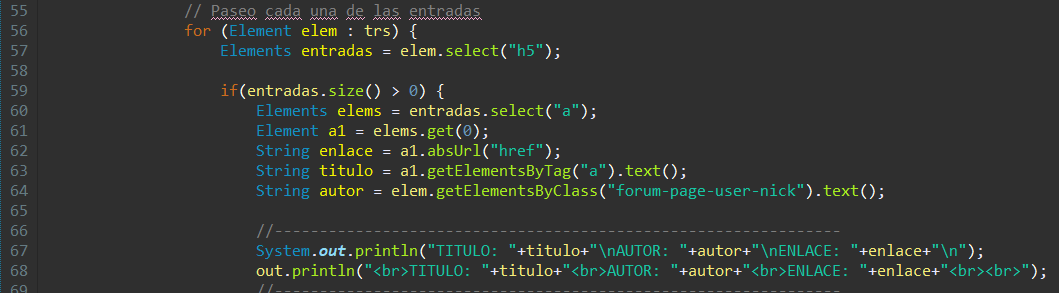 55 // Paseo cada una de las entradas
56 for (Element elem : trs) {
57 Elements entradas = elem.select("h5");
58
59 if(entradas.size() > 0) {
60 Elements elems = entradas.select("a");
61 Element a1 = elems.get(0);
62 String enlace = a1.absUrl("href");
63 String titulo = a1.getElementsByTag("a").text();
64 String autor = elem.getElementsByClass("forum-page-user-nick").text();
65
66 //---------------------------------------------------------------
67 System.out.println("TITULO: "+titulo+"\nAUTOR: "+autor+"\nENLACE: "+enlace+"\n");
68 out.println("<br>TITULO: "+titulo+"<br>AUTOR: "+autor+"<br>ENLACE: "+enlace+"<br><br>");
69 //---------------------------------------------------------------